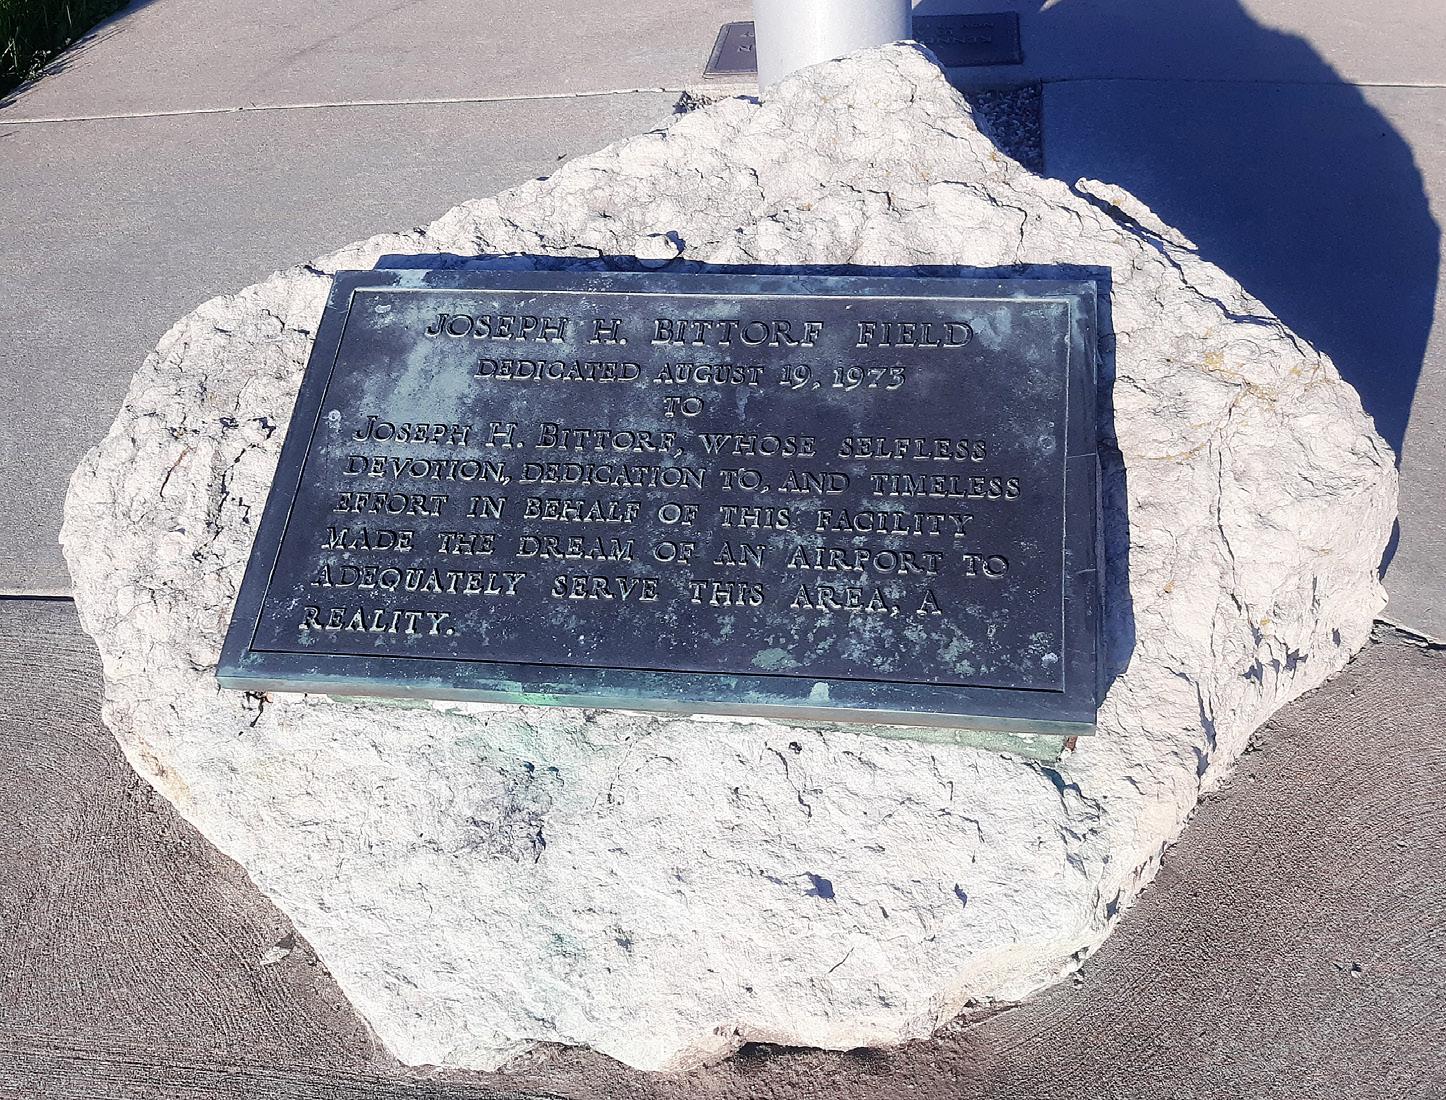 JOSEPH H. BITTORF FIELD
DEDICATED AUGUST 19, 1973
TO
JOSEPH H. BITTORF, WHOSE SELFLESS
DEVOTION, DEDICATION TO, AND TIMELESS
EFFORT IN BEHALF OF THIS FACILITY
MADE THE DREAM OF AN AIRPORT TO
ADEQUATELY SERVE THIS AREA, A
REALITY.